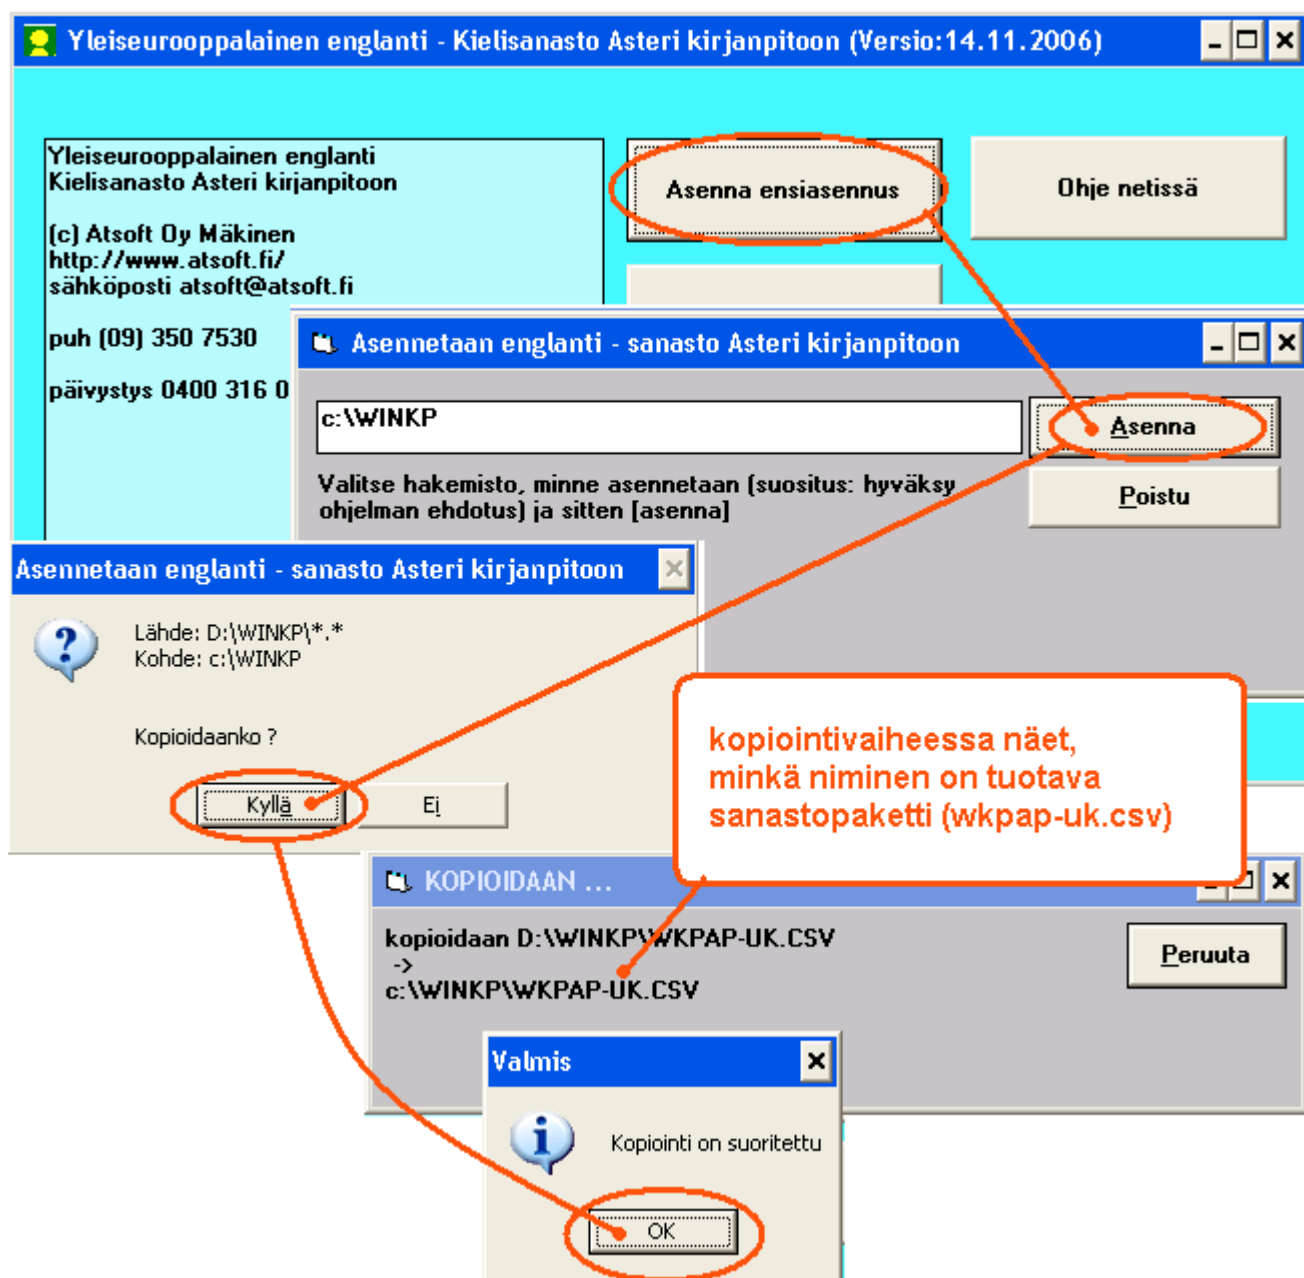 Yleiseurooppalainen englanti - Kielisanasto Asteri kirjanpitoon (Versio:14.11.2006)
Yleiseurooppalainen englanti
Kielisanasto Asteri kirjanpitoon
(c) Atsoft Oy Mäkinen
http://www.atsoft.fi/
sähköposti atsoft@atsoft.fi
puh (09) 350 7530
päivystys 0400 316 0
Asenna ensiasennus
Ohje netissä
Asennetaan englanti - sanasto Asteri kirjanpitoon
c:\WINKP
Asenna
Valitse hakemisto, minne asennetaan (suositus: hyväksy
ohjelman ehdotus) ja sitten [asenna]
Poistu
Asennetaan englanti - sanasto Asteri kirjanpitoon
Lähde: D:\WINKP\*.*
Kohde: c:\WINKP
Kopioidaanko ?
Kyllä
Ei
kopiointivaiheessa näet,
minkä niminen on tuotava
sanastopaketti (wkpap-uk.csv)
KOPIOIDAAN ...
kopioidaan D:\WINKP\WKPAP-UK.CSV
->
c:\WINKP\WKPAP-UK.CSV
Peruuta
Valmis
Kopiointi on suoritettu
OK